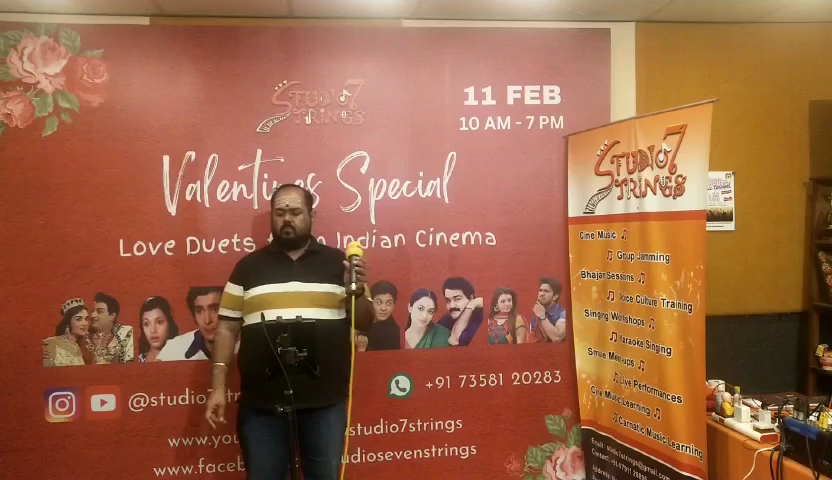 STUDIO 7
STRINGS
11 FEB
10 AM - 7 PM
Valentines Special
Love Duets Indian Cinema
+91 73581 20283
www.you studio7strings
www.faceb udiosevenstrings
STUDIO 7
STRINGS
Cine Music
Group Jamming
Bhajan Sessions
Voice Culture Training
Singing Workshops
Karaoke Singing
Smule Meet-ups
Live Performances
Cine Music Learning
Carnatic Music Learning